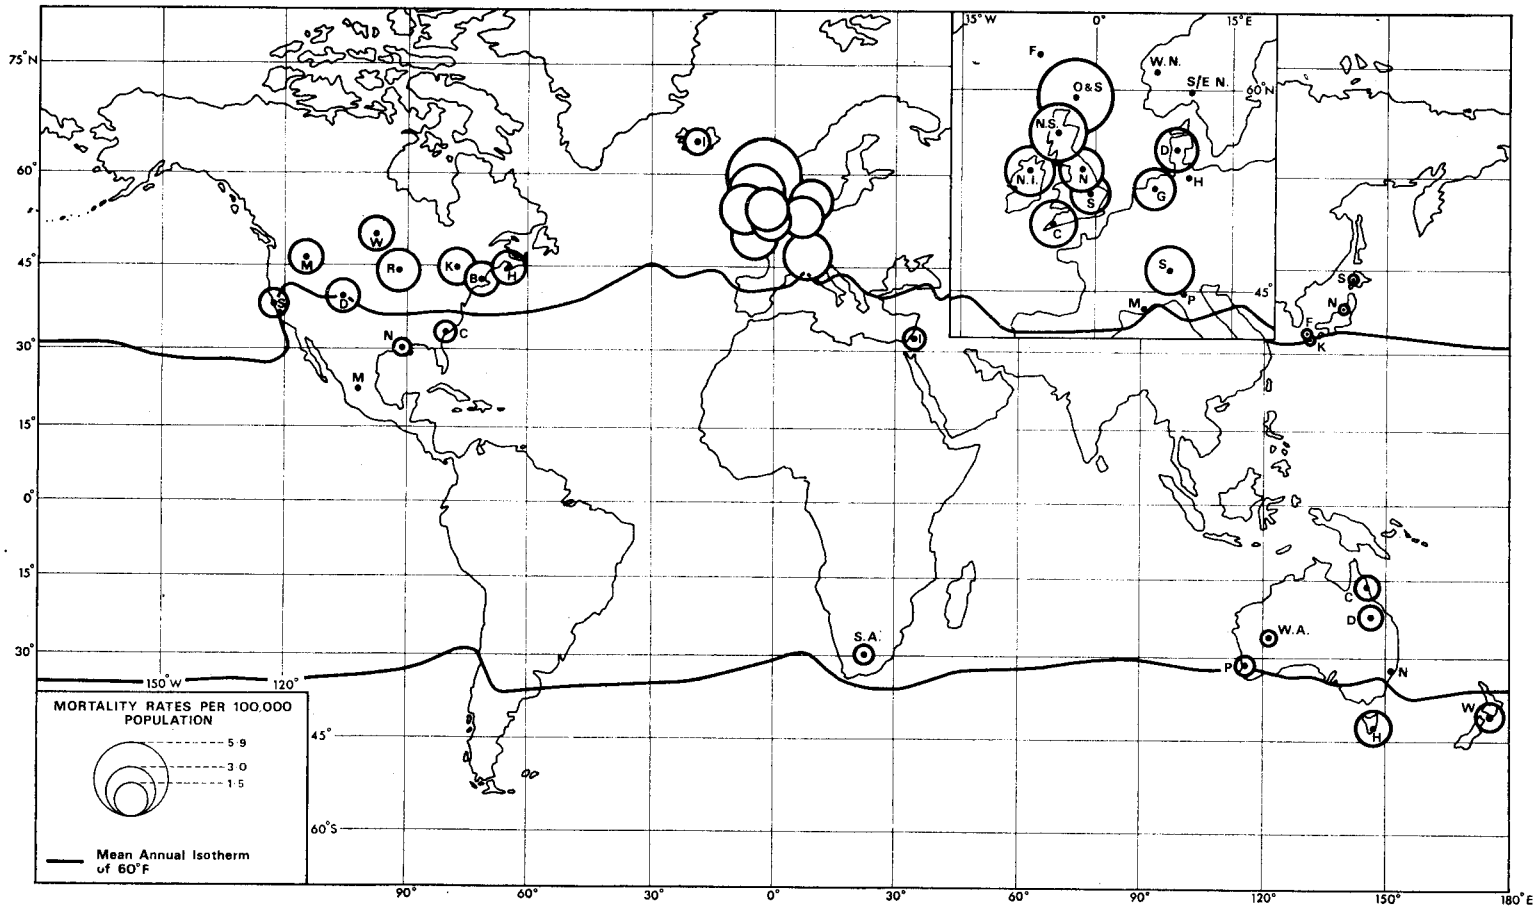 15°W 0° 15°E
F
W.N.
S/E N.
O & S
60°N
N.S.
D
N.I.
N
H
S
G
C
S
P
M
45°
75°N
60°
45°
30°
15°
0°
15°
30°
I
W
M
R
K
B
H
D
S
N
C
M
I
S
N
F
K
S.A.
C
D
W.A.
P
N
W
H
150°W 120°
45°
60°S
MORTALITY RATES PER 100,000
POPULATION
5·9
3·0
1·5
Mean Annual Isotherm
of 60°F
90° 60° 30° 0° 30° 60° 90° 120° 150° 180°E